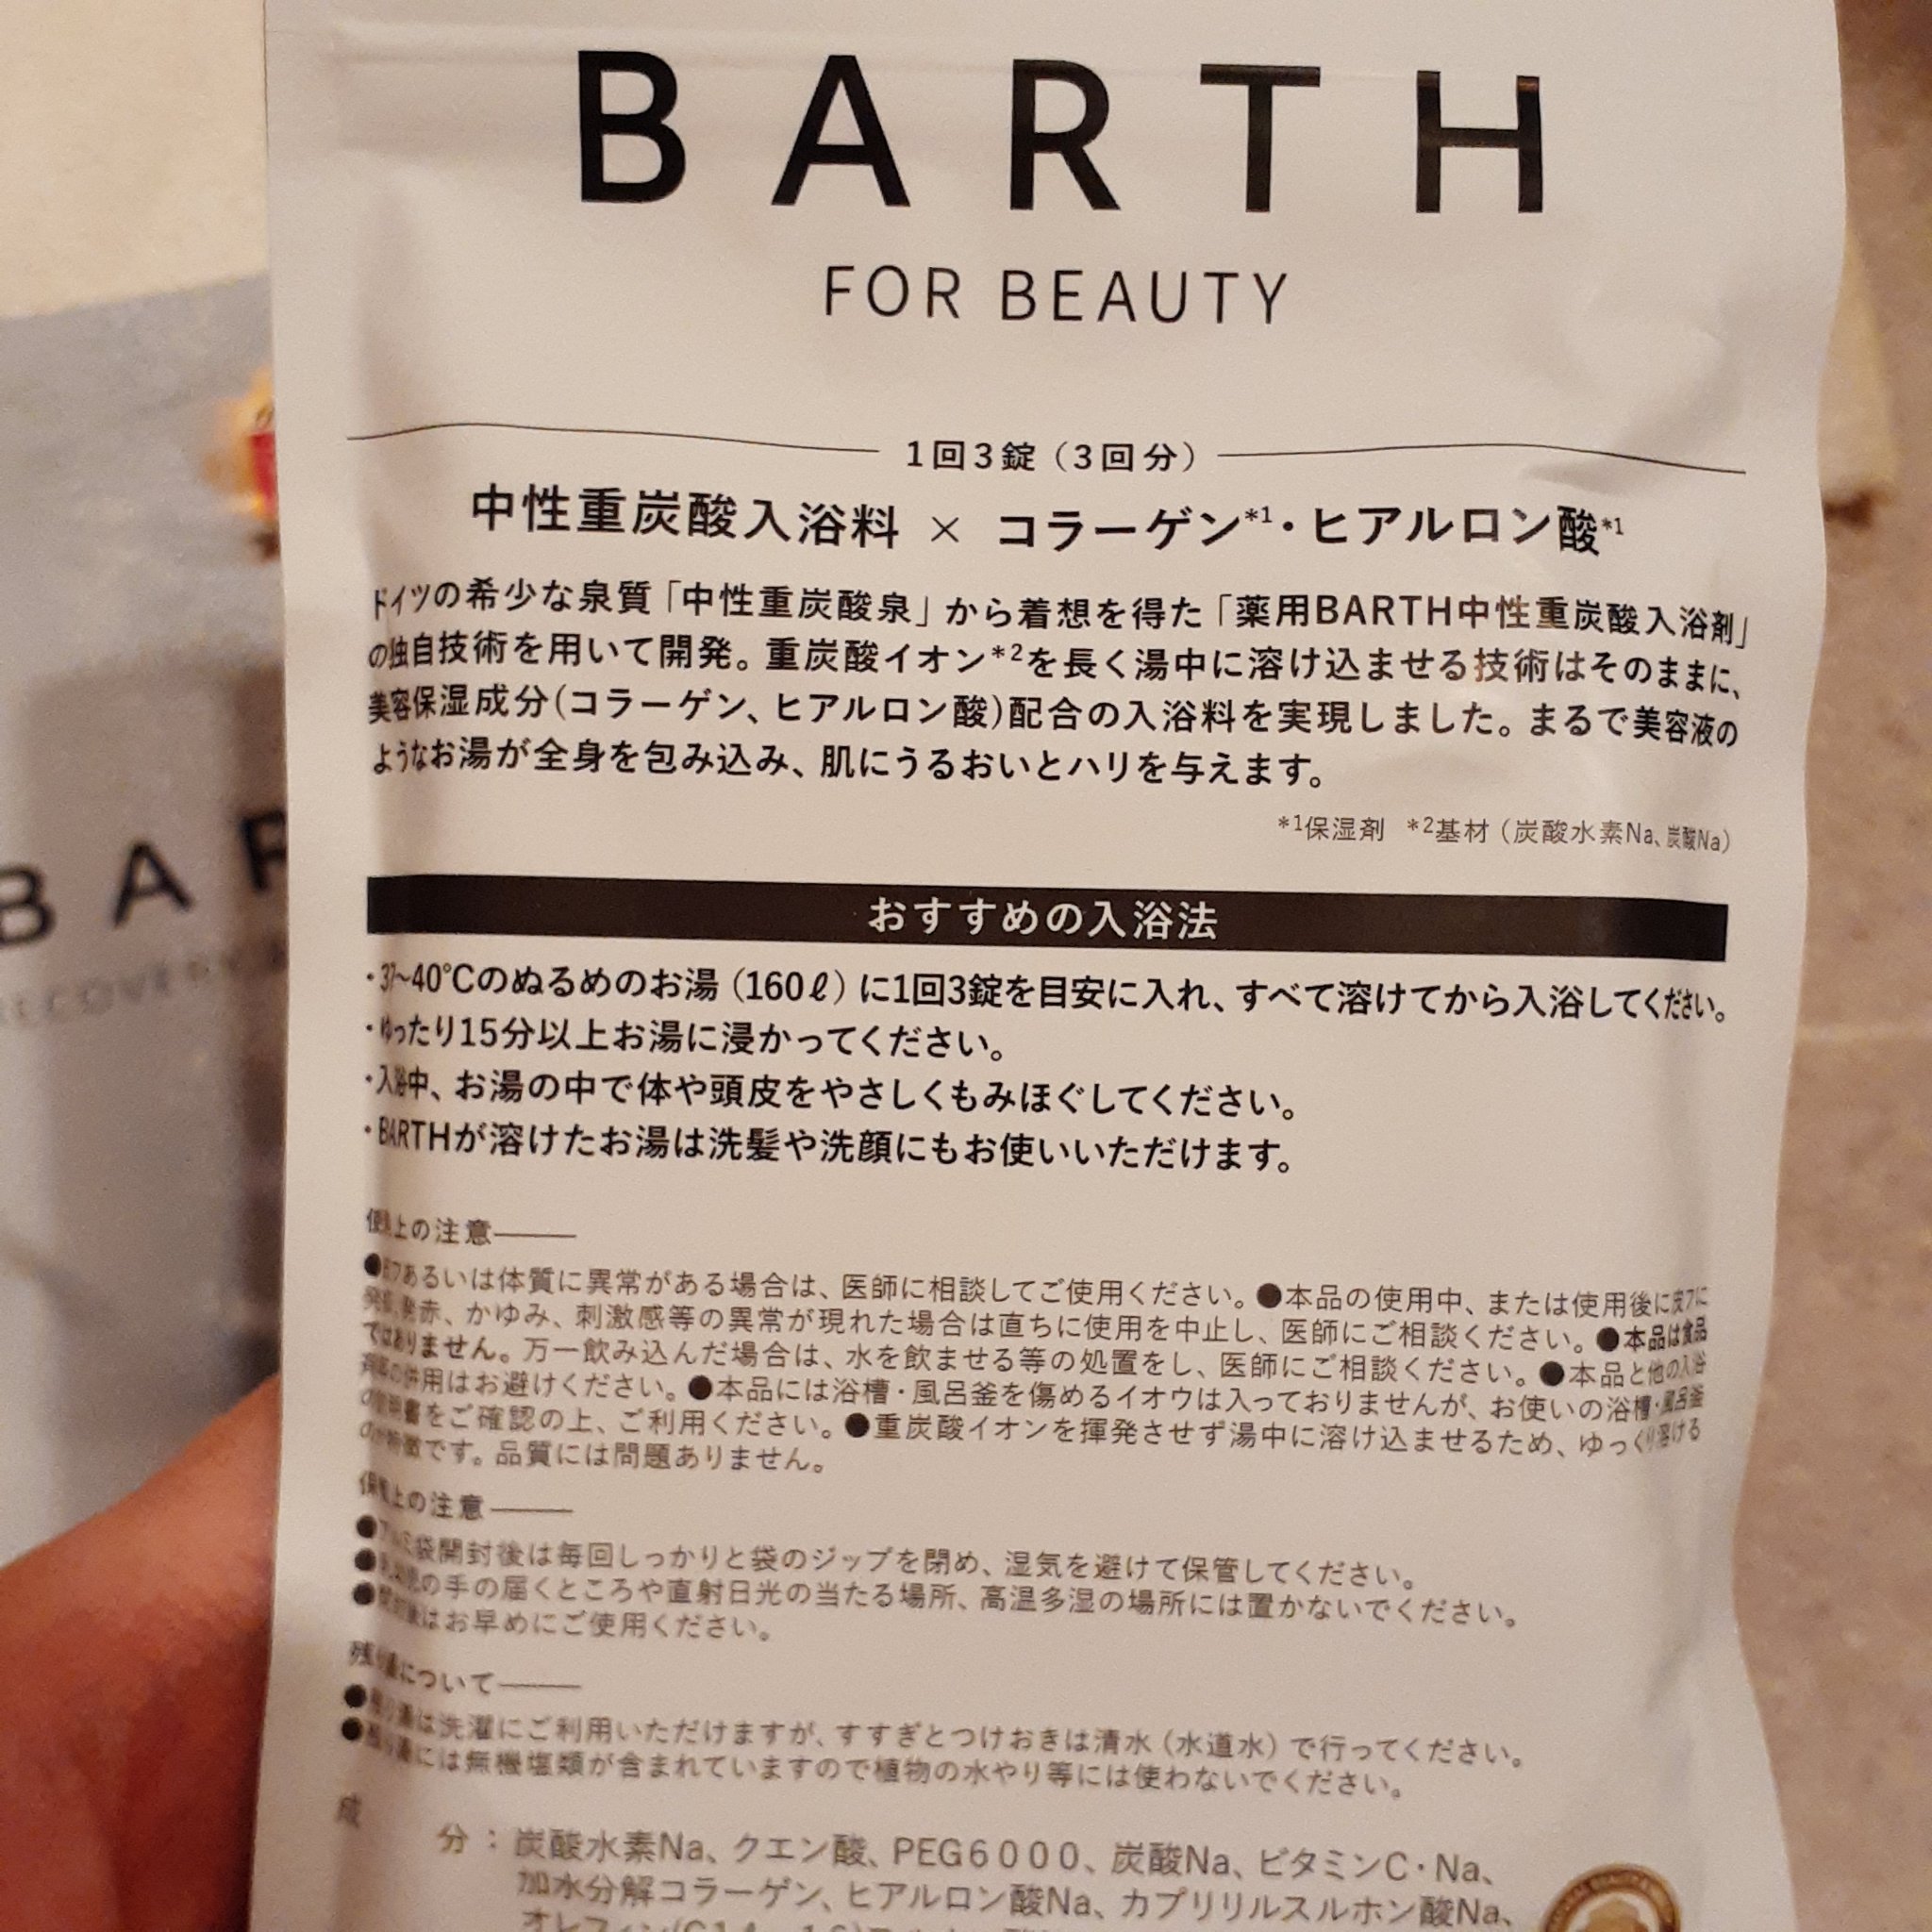 BARTH
FOR BEAUTY
1回3錠（3回分）
中性重炭酸入浴料 × コラーゲン*1・ヒアルロン酸*1
ドイツの希少な泉質「中性重炭酸泉」から着想を得た「薬用BARTH中性重炭酸入浴剤」
の独自技術を用いて開発。重炭酸イオン*2を長く湯中に溶け込ませる技術はそのままに、
美容保湿成分(コラーゲン、ヒアルロン酸)配合の入浴料を実現しました。まるで美容液の
ようなお湯が全身を包み込み、肌にうるおいとハリを与えます。
*1保湿剤 *2基材（炭酸水素Na、炭酸Na）
おすすめの入浴法
・37~40℃のぬるめのお湯（160ℓ）に1回3錠を目安に入れ、すべて溶けてから入浴してください。
・ゆったり15分以上お湯に浸かってください。
・入浴中、お湯の中で体や頭皮をやさしくもみほぐしてください。
・BARTHが溶けたお湯は洗髪や洗顔にもお使いいただけます。
使用上の注意
●皮フあるいは体質に異常がある場合は、医師に相談してご使用ください。●本品の使用中、または使用後に皮フに
発疹、発赤、かゆみ、刺激感等の異常が現れた場合は直ちに使用を中止し、医師にご相談ください。●本品は食品
ではありません。万一飲み込んだ場合は、水を飲ませる等の処置をし、医師にご相談ください。●本品と他の入浴
剤等の併用はお避けください。●本品には浴槽・風呂釜を傷めるイオウは入っておりませんが、お使いの浴槽・風呂釜
の説明書をご確認の上、ご利用ください。●重炭酸イオンを揮発させず湯中に溶け込ませるため、ゆっくり溶ける
のが特徴です。品質には問題ありません。
保管上の注意
●アルミ袋開封後は毎回しっかりと袋のジップを閉め、湿気を避けて保管してください。
●乳幼児の手の届くところや直射日光の当たる場所、高温多湿の場所には置かないでください。
●開封後はお早めにご使用ください。
残り湯について
●残り湯は洗濯にご利用いただけますが、すすぎとつけおきは清水（水道水）で行ってください。
●残り湯には無機塩類が含まれていますので植物の水やり等には使わないでください。
成 分：炭酸水素Na、クエン酸、PEG6000、炭酸Na、ビタミンC・Na、
加水分解コラーゲン、ヒアルロン酸Na、カプリリルスルホン酸Na、
BAR
RECOVERY